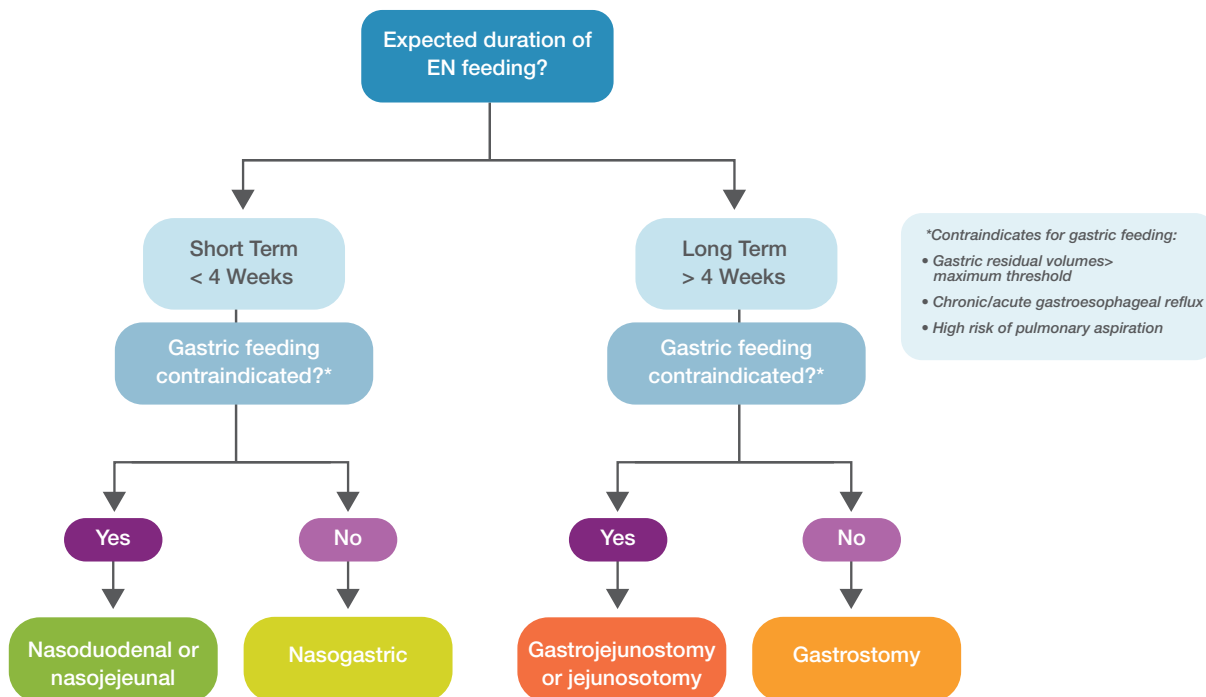 Expected duration of
EN feeding?
Short Term
< 4 Weeks
Long Term
> 4 Weeks
*Contraindicates for gastric feeding:
• Gastric residual volumes>
maximum threshold
• Chronic/acute gastroesophageal reflux
• High risk of pulmonary aspiration
Gastric feeding
contraindicated?*
Gastric feeding
contraindicated?*
Yes
No
Yes
No
Nasoduodenal or
nasojejeunal
Nasogastric
Gastrojejunostomy
or jejunosotomy
Gastrostomy